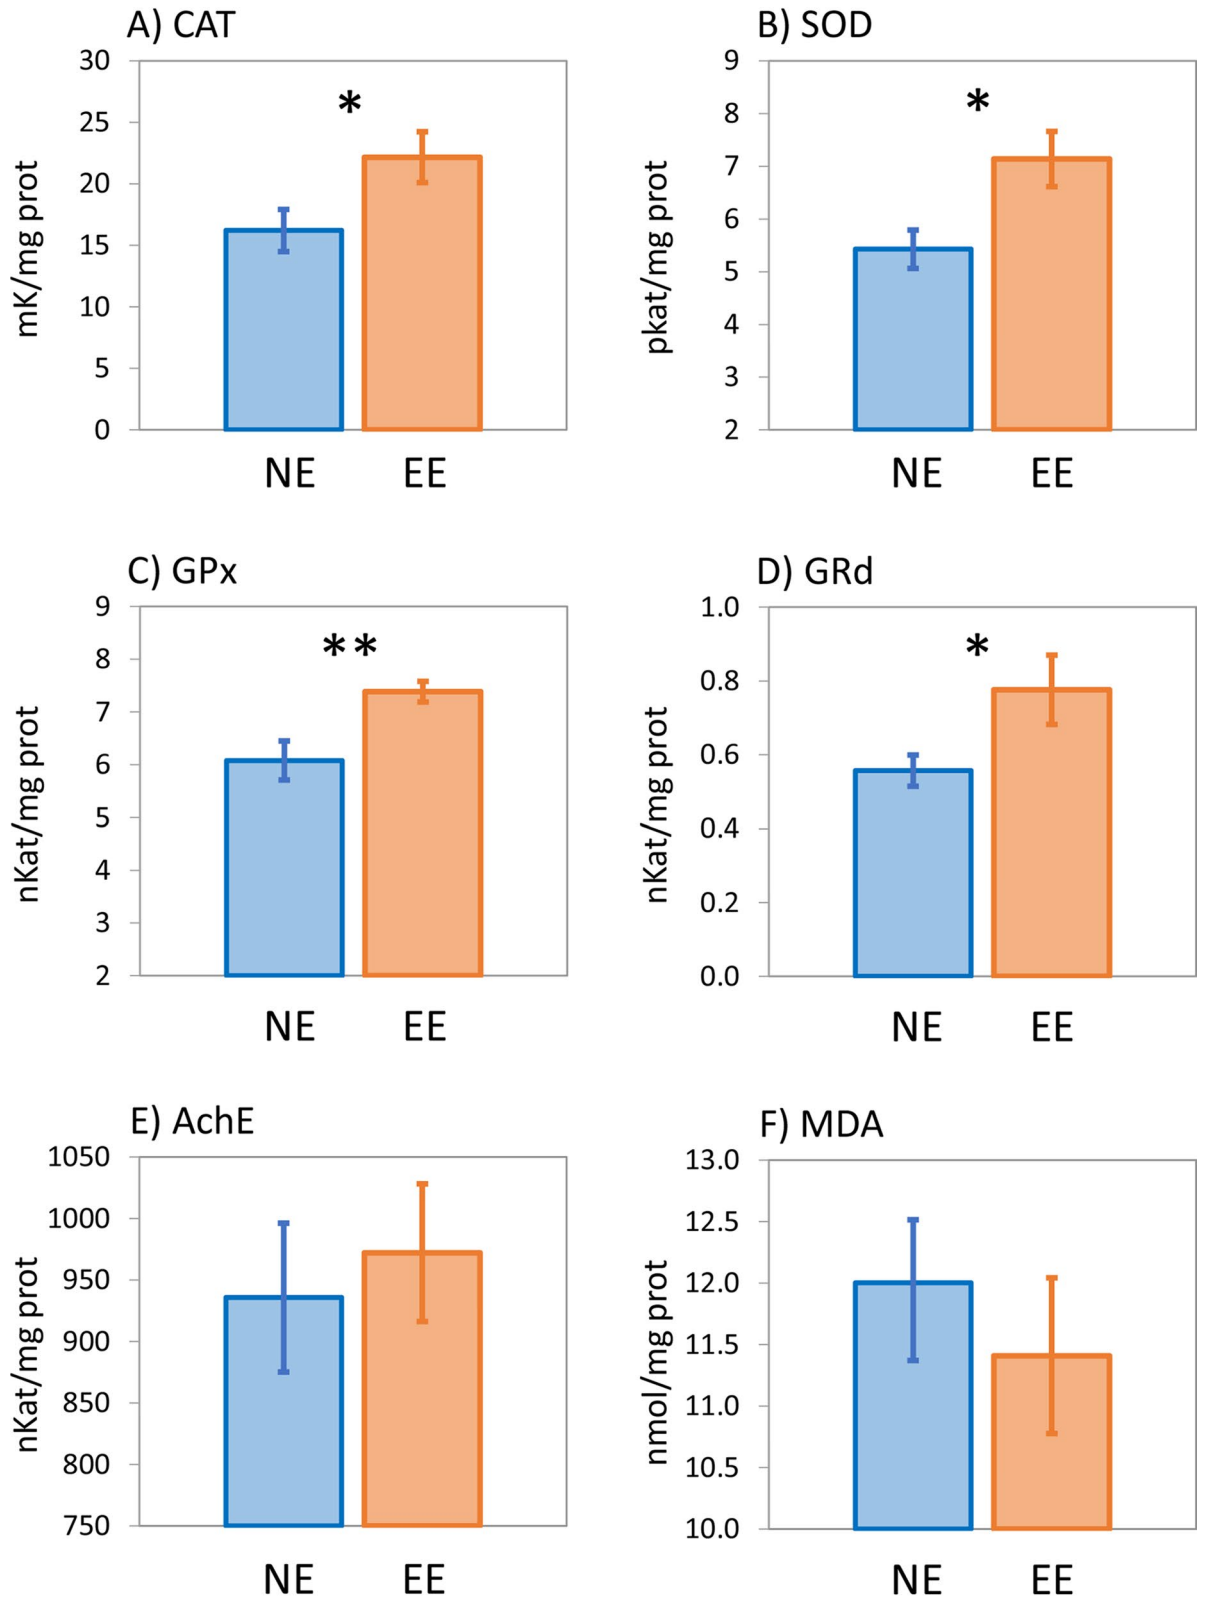 A) CAT
30
25
20
15
10
5
0
mK/mg prot
*
NE EE
B) SOD
9
8
7
6
5
4
3
2
pkat/mg prot
*
NE EE
C) GPx
9
8
7
6
5
4
3
2
nKat/mg prot
**
NE EE
D) GRd
1.0
0.8
0.6
0.4
0.2
0.0
nKat/mg prot
*
NE EE
E) AchE
1050
1000
950
900
850
800
750
nKat/mg prot
NE EE
F) MDA
13.0
12.5
12.0
11.5
11.0
10.5
10.0
nmol/mg prot
NE EE